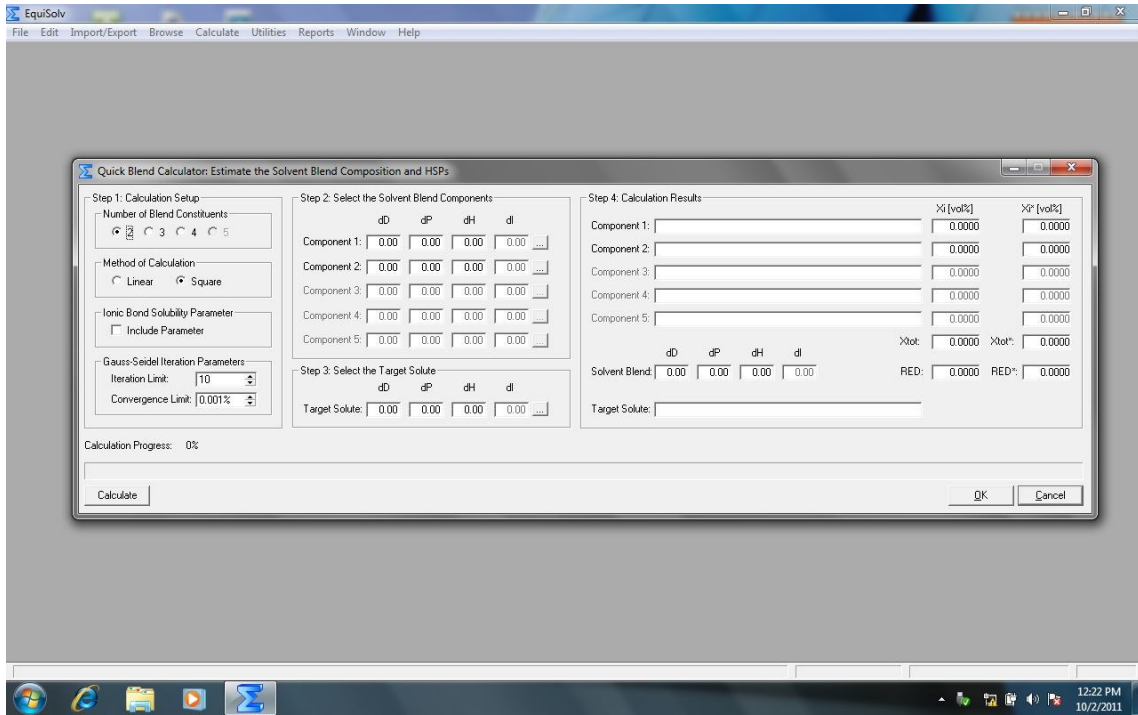 EquiSolv
File Edit Import/Export Browse Calculate Utilities Reports Window Help
Quick Blend Calculator: Estimate the Solvent Blend Composition and HSPs
Step 1: Calculation Setup
Number of Blend Constituents
2 3 4 5
Method of Calculation
Linear Square
Ionic Bond Solubility Parameter
Include Parameter
Gauss-Seidel Iteration Parameters
Iteration Limit: 10
Convergence Limit: 0.001%
Step 2: Select the Solvent Blend Components
dD dP dH dI
Component 1: 0.00 0.00 0.00 0.00 ...
Component 2: 0.00 0.00 0.00 0.00 ...
Component 3: 0.00 0.00 0.00 0.00 ...
Component 4: 0.00 0.00 0.00 0.00 ...
Component 5: 0.00 0.00 0.00 0.00 ...
Step 3: Select the Target Solute
dD dP dH dI
Target Solute: 0.00 0.00 0.00 0.00 ...
Step 4: Calculation Results
Xi [vol%] Xi* [vol%]
Component 1: 0.0000 0.0000
Component 2: 0.0000 0.0000
Component 3: 0.0000 0.0000
Component 4: 0.0000 0.0000
Component 5: 0.0000 0.0000
Xtot: 0.0000 Xtot*: 0.0000
dD dP dH dI
Solvent Blend: 0.00 0.00 0.00 0.00 RED: 0.0000 RED*: 0.0000
Target Solute:
Calculation Progress: 0%
Calculate OK Cancel
12:22 PM
10/2/2011